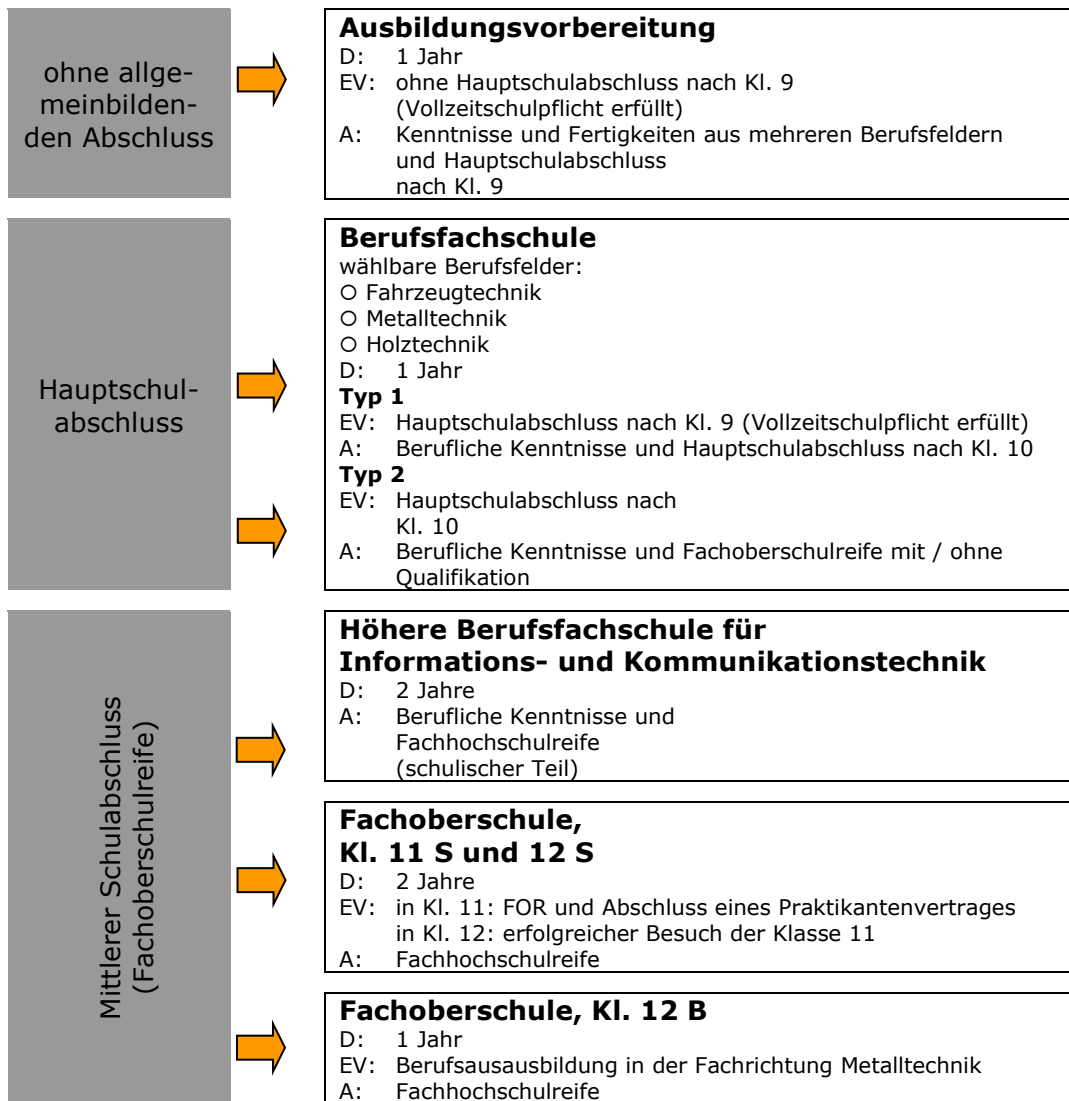 ohne allge-
meinbilden-
den Abschluss
Ausbildungsvorbereitung
D: 1 Jahr
EV: ohne Hauptschulabschluss nach Kl. 9
(Vollzeitschulpflicht erfüllt)
A: Kenntnisse und Fertigkeiten aus mehreren Berufsfeldern
und Hauptschulabschluss
nach Kl. 9
Hauptschul-
abschluss
Berufsfachschule
wählbare Berufsfelder:
○ Fahrzeugtechnik
○ Metalltechnik
○ Holztechnik
D: 1 Jahr
Typ 1
EV: Hauptschulabschluss nach Kl. 9 (Vollzeitschulpflicht erfüllt)
A: Berufliche Kenntnisse und Hauptschulabschluss nach Kl. 10
Typ 2
EV: Hauptschulabschluss nach
Kl. 10
A: Berufliche Kenntnisse und Fachoberschulreife mit / ohne
Qualifikation
Mittlerer Schulabschluss
(Fachoberschulreife)
Höhere Berufsfachschule für
Informations- und Kommunikationstechnik
D: 2 Jahre
A: Berufliche Kenntnisse und
Fachhochschulreife
(schulischer Teil)
Fachoberschule,
Kl. 11 S und 12 S
D: 2 Jahre
EV: in Kl. 11: FOR und Abschluss eines Praktikantenvertrages
in Kl. 12: erfolgreicher Besuch der Klasse 11
A: Fachhochschulreife
Fachoberschule, Kl. 12 B
D: 1 Jahr
EV: Berufsausausbildung in der Fachrichtung Metalltechnik
A: Fachhochschulreife